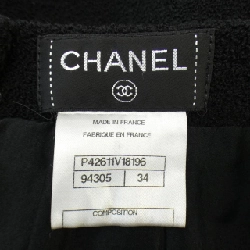 CHANEL
MADE IN FRANCE
FABRIQUE EN FRANCE
P42611V18196
94305 34
COMPOSITION